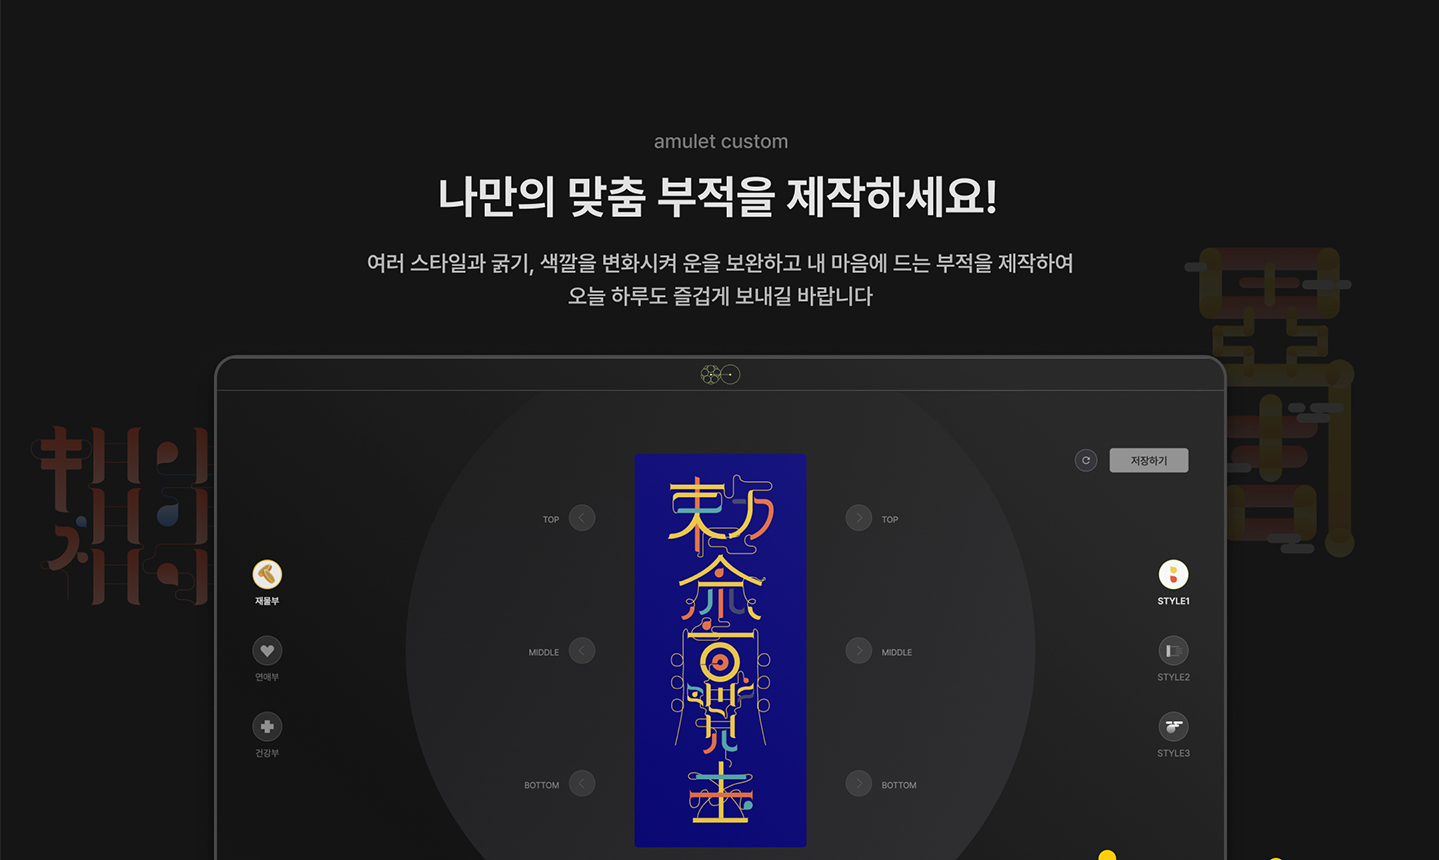 amulet custom
나만의 맞춤 부적을 제작하세요!
여러 스타일과 굵기, 색깔을 변화시켜 운을 보완하고 내 마음에 드는 부적을 제작하여
오늘 하루도 즐겁게 보내길 바랍니다
저장하기
TOP
TOP
재물부
STYLE1
MIDDLE
MIDDLE
연애부
STYLE2
건강부
STYLE3
BOTTOM
BOTTOM